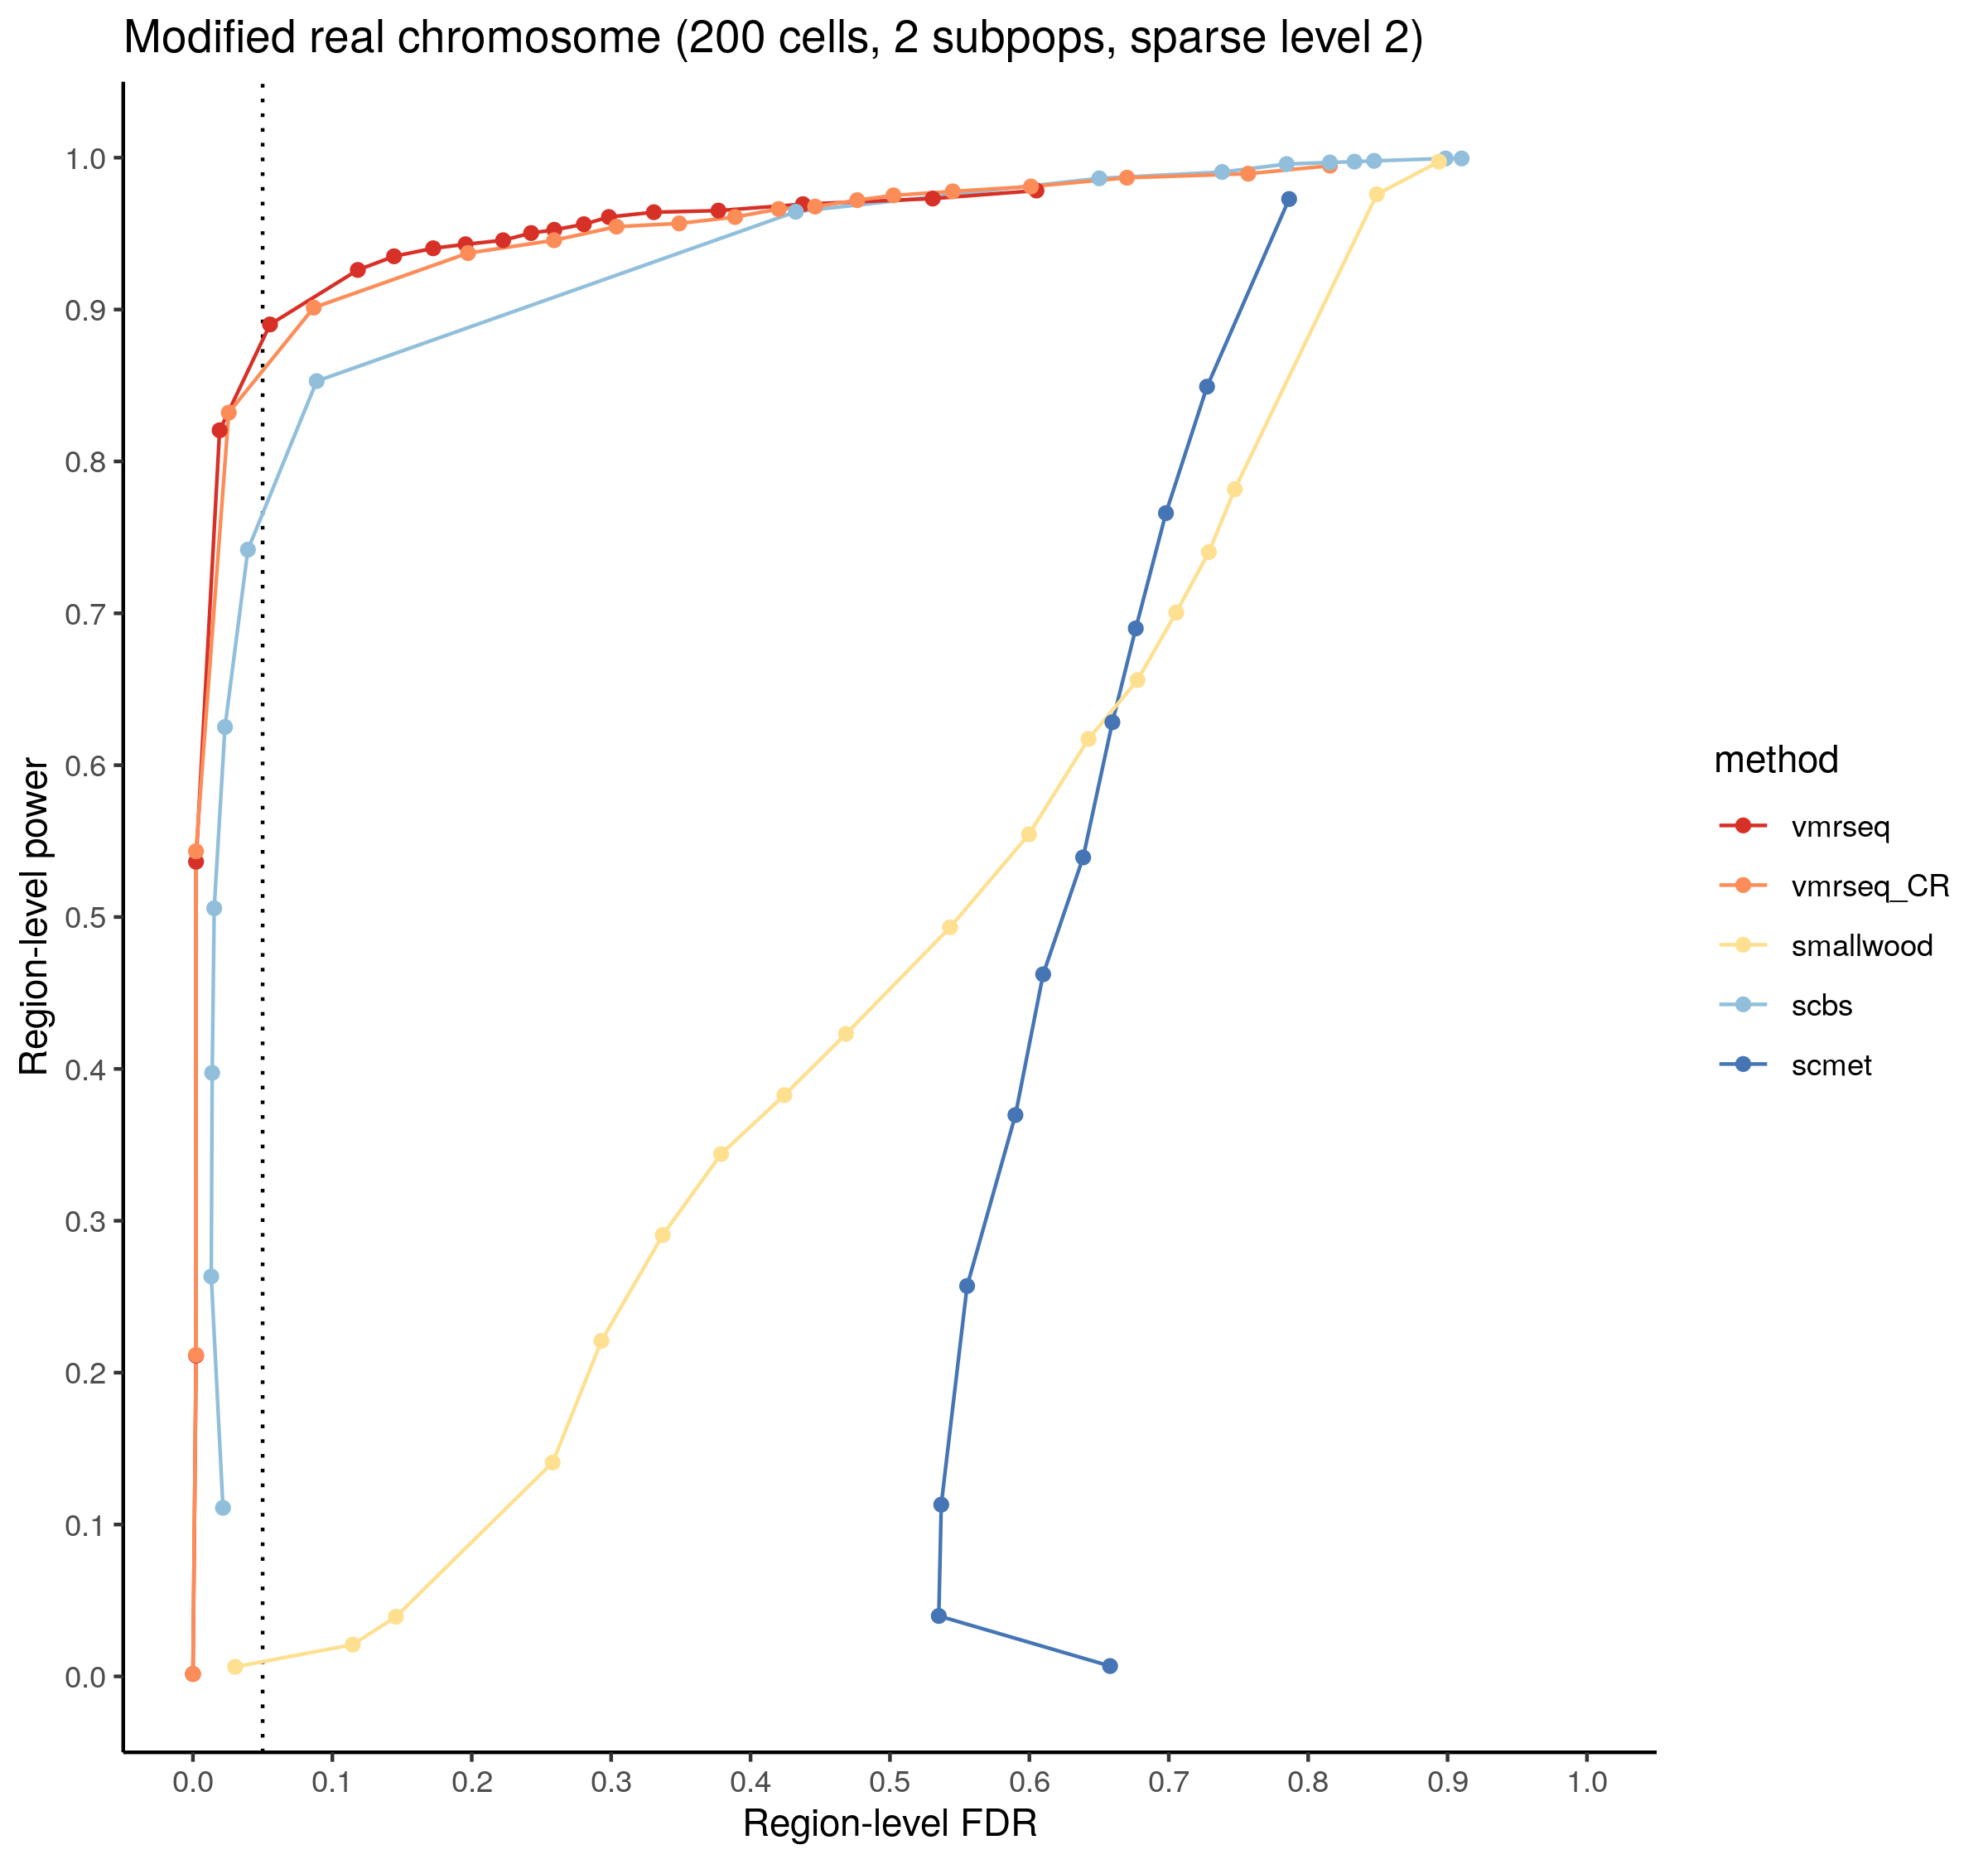 Modified real chromosome (200 cells, 2 subpops, sparse level 2)
Region-level power
1.0
0.9
0.8
0.7
0.6
0.5
0.4
0.3
0.2
0.1
0.0
0.0 0.1 0.2 0.3 0.4 0.5 0.6 0.7 0.8 0.9 1.0
Region-level FDR
method
vmrseq
vmrseq_CR
smallwood
scbs
scmet